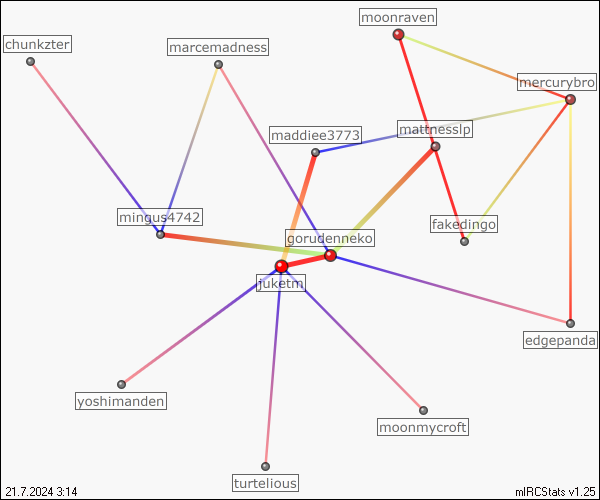 moonraven
chunkzter
marcemadness
mercurybro
maddiee3773
mattnesslp
mingus4742
fakedingo
gorudenneko
juketm
edgepanda
yoshimanden
moonmycroft
turtelious
21.7.2024 3:14
mIRCStats v1.25